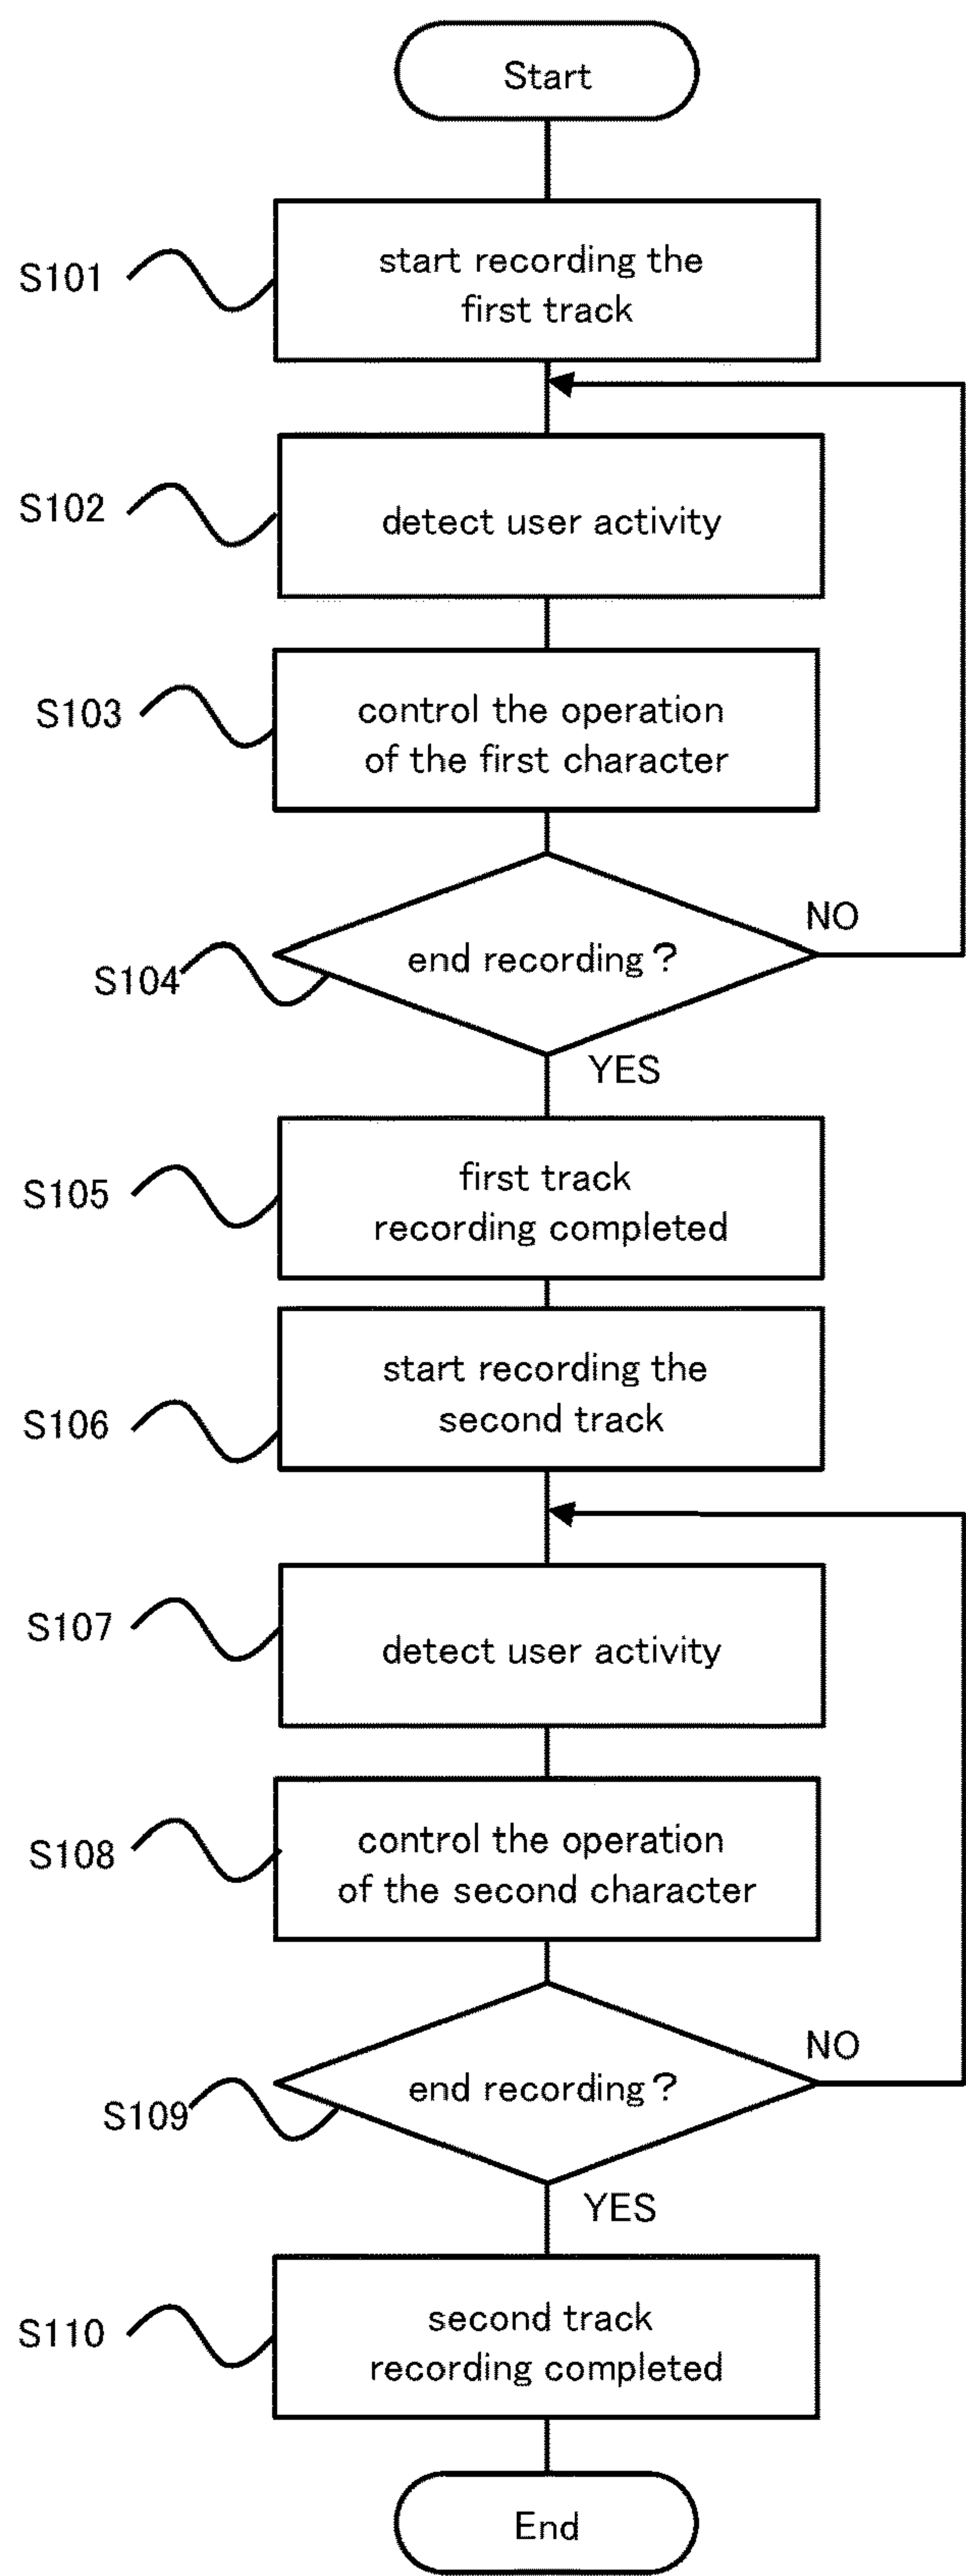 Start
S101
start recording the
first track
S102
detect user activity
S103
control the operation
of the first character
NO
S104
end recording?
YES
S105
first track
recording completed
S106
start recording the
second track
S107
detect user activity
S108
control the operation
of the second character
NO
S109
end recording?
YES
S110
second track
recording completed
End